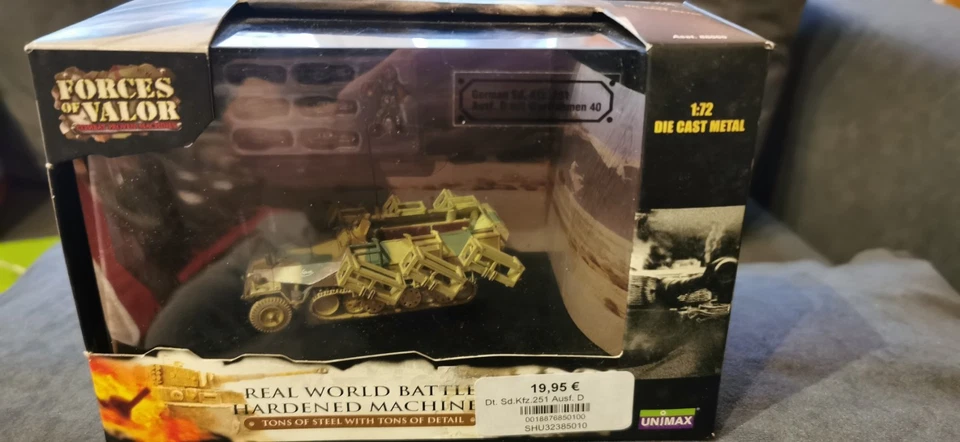 FORCES
OF VALOR
1:72
DIE CAST METAL
REAL WORLD BATTLE
HARDENED MACHINE
TONS OF STEEL WITH TONS OF DETAIL
19,95 €
Dt. Sd.Kfz.251 Ausf. D
0018876850100
SHU32385010
UNIMAX